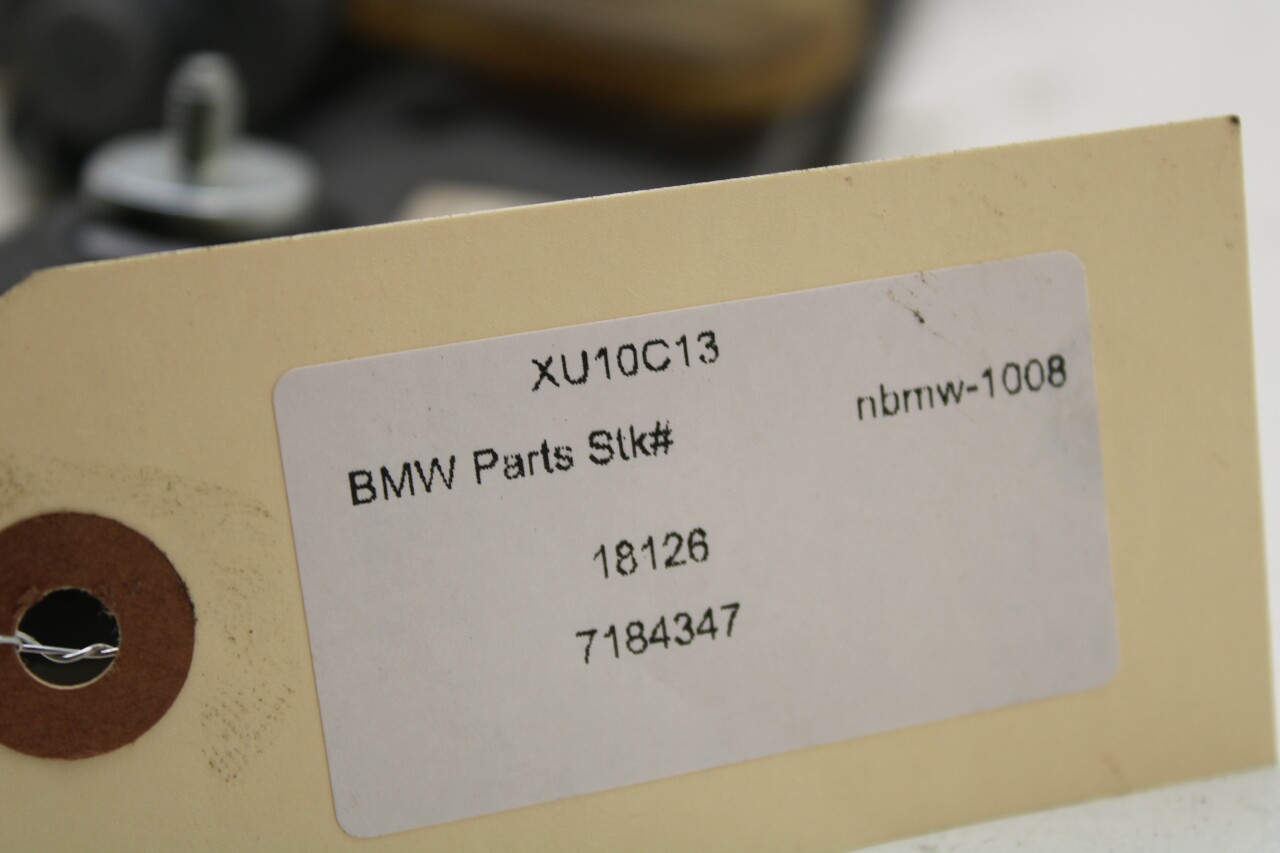 XU10C13
nbmw-1008
BMW Parts Stk#
18126
7184347